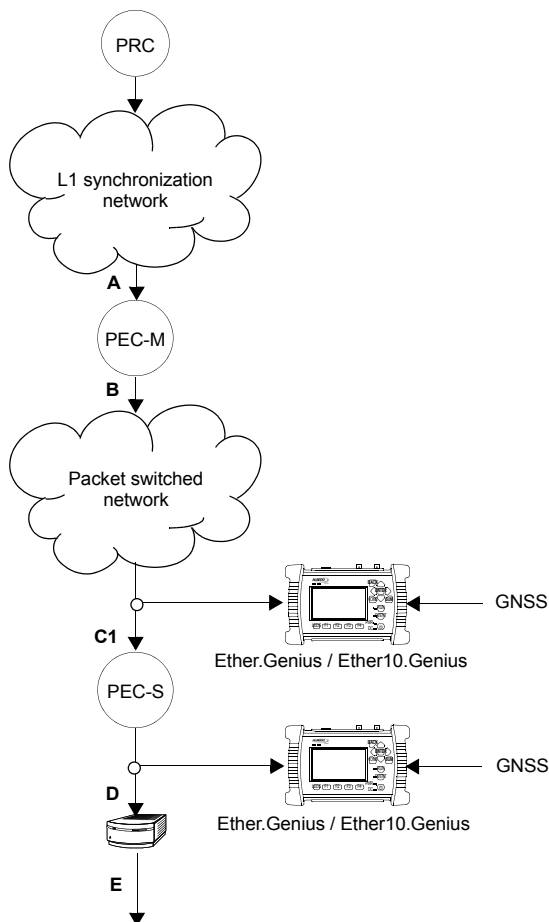 PRC
L1 synchronization
network
A
PEC-M
B
Packet switched
network
GNSS
C1
Ether.Genius / Ether10.Genius
PEC-S
GNSS
D
Ether.Genius / Ether10.Genius
E